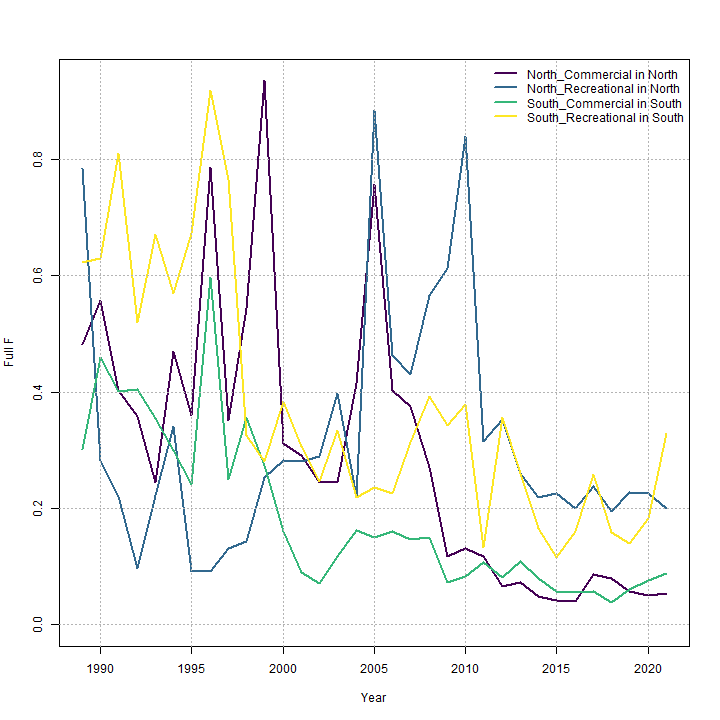 North_Commercial in North
North_Recreational in North
South_Commercial in South
South_Recreational in South
0.8
0.6
0.4
0.2
0.0
Full F
1990 1995 2000 2005 2010 2015 2020
Year